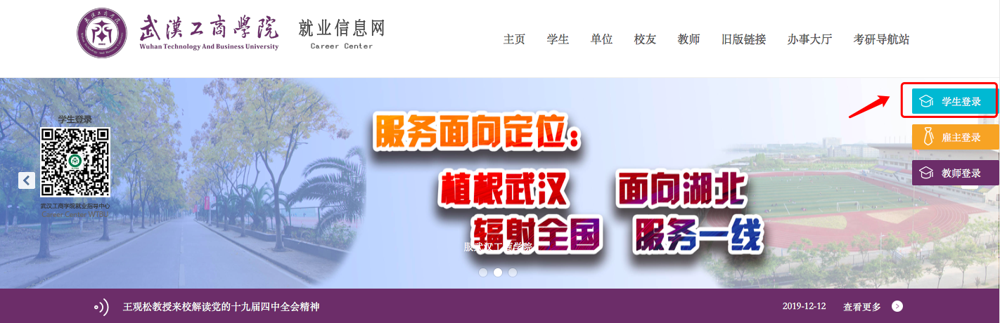 武漢工商學院
Wuhan Technology And Business University
就业信息网
Career Center
主页 学生 单位 校友 教师 旧版链接 办事大厅 考研导航站
学生登录
武汉工商学院就业指导中心
Career Center WTBU
服务面向定位：
植根武汉 面向湖北
辐射全国 服务一线
服武汉工商学院
学生登录
雇主登录
教师登录
王观松教授来校解读党的十九届四中全会精神
2019-12-12 查看更多